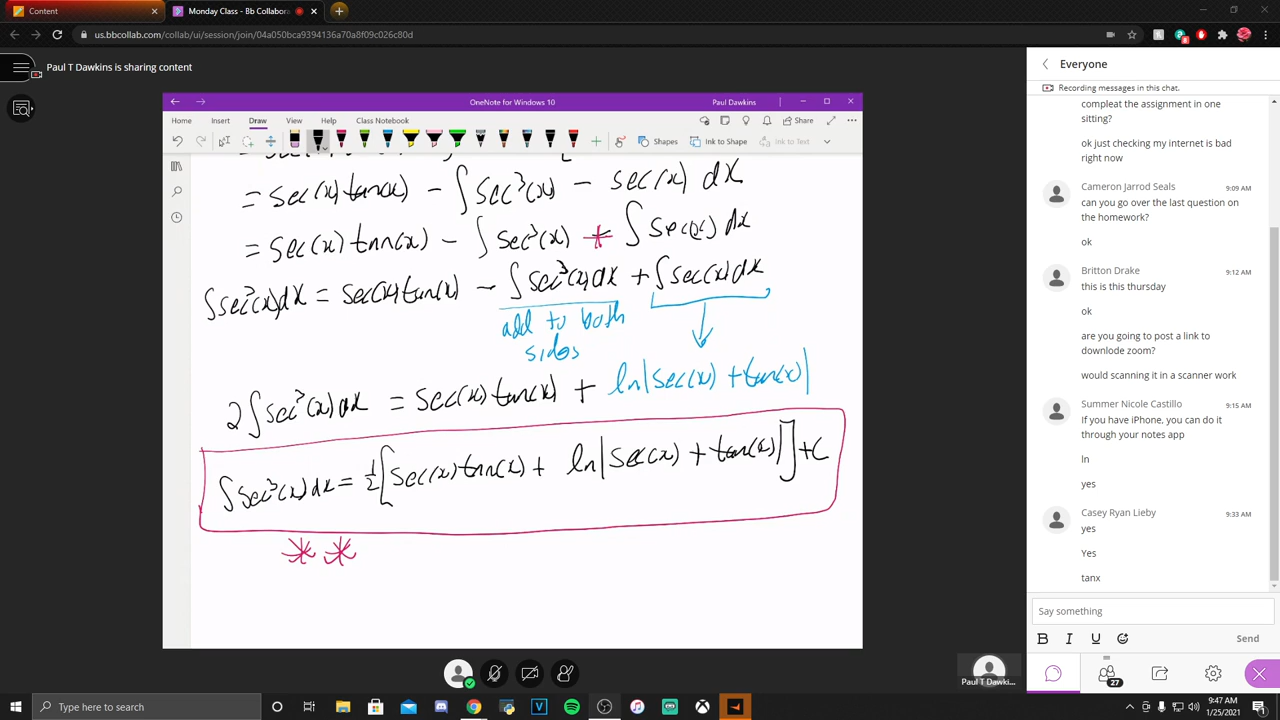 Content
Monday Class - Bb Collabora
us.bbcollab.com/collab/ui/session/join/04a050bca9394136a70a8f09c026c80d
Paul T Dawkins is sharing content
OneNote for Windows 10
Paul Dawkins
Home Insert Draw View Help Class Notebook
Share
Shapes Ink to Shape Ink to Text
= sec(x) tan(x) - ∫ sec³(x) - sec(x) dx
= sec(x) tan(x) - ∫ sec³(x) + ∫ sec(x) dx
∫ sec³(x) dx = sec(x) tan(x) - ∫ sec³(x) dx + ∫ sec(x) dx
add to both
sides
2 ∫ sec³(x) dx = sec(x) tan(x) + ln|sec(x) + tan(x)|
∫ sec³(x) dx = 1/2 [sec(x) tan(x) + ln|sec(x) + tan(x)|] + C
Everyone
Recording messages in this chat.
compleat the assignment in one
sitting?
ok just checking my internet is bad
right now
Cameron Jarrod Seals 9:09 AM
can you go over the last question on
the homework?
ok
Britton Drake 9:12 AM
this is this thursday
ok
are you going to post a link to
downlode zoom?
would scanning it in a scanner work
Summer Nicole Castillo 9:15 AM
If you have iPhone, you can do it
through your notes app
ln
yes
Casey Ryan Lieby 9:33 AM
yes
Yes
tanx
Say something
B I U Send
27
Paul T Dawki...
Type here to search
9:47 AM
1/25/2021